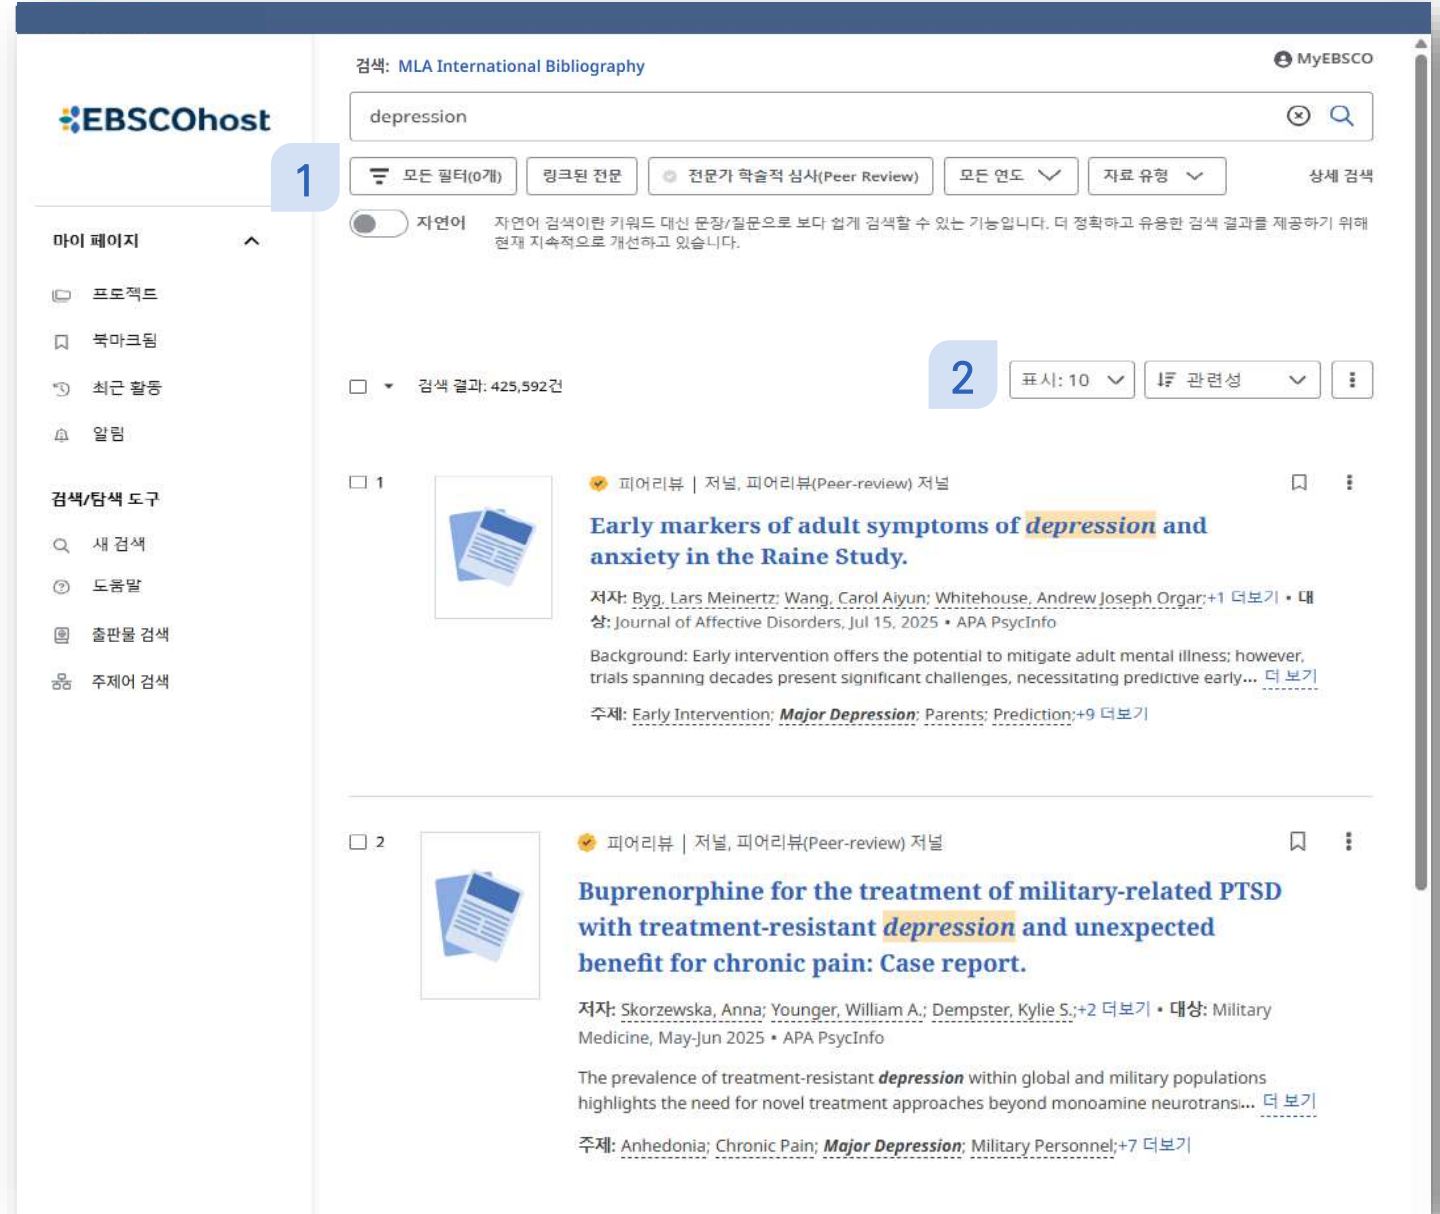 검색: MLA International Bibliography
MyEBSCO
EBSCOhost
depression
1
모든 필터(0개)
링크된 전문
전문가 학술적 심사(Peer Review)
모든 연도
자료 유형
상세 검색
자연어
자연어 검색이란 키워드 대신 문장/질문으로 보다 쉽게 검색할 수 있는 기능입니다. 더 정확하고 유용한 검색 결과를 제공하기 위해
현재 지속적으로 개선하고 있습니다.
마이 페이지
프로젝트
북마크됨
최근 활동
알림
검색/탐색 도구
새 검색
도움말
출판물 검색
주제어 검색
검색 결과: 425,592건
2
표시: 10
관련성
1
피어리뷰 | 저널, 피어리뷰(Peer-review) 저널
Early markers of adult symptoms of depression and
anxiety in the Raine Study.
저자: Byg, Lars Meinertz; Wang, Carol Aiyun; Whitehouse, Andrew Joseph Orgar;+1 더보기 • 대
상: Journal of Affective Disorders, Jul 15, 2025 • APA PsycInfo
Background: Early intervention offers the potential to mitigate adult mental illness; however,
trials spanning decades present significant challenges, necessitating predictive early... 더 보기
주제: Early Intervention; Major Depression; Parents; Prediction;+9 더보기
2
피어리뷰 | 저널, 피어리뷰(Peer-review) 저널
Buprenorphine for the treatment of military-related PTSD
with treatment-resistant depression and unexpected
benefit for chronic pain: Case report.
저자: Skorzewska, Anna; Younger, William A.; Dempster, Kylie S.;+2 더보기 • 대상: Military
Medicine, May-Jun 2025 • APA PsycInfo
The prevalence of treatment-resistant depression within global and military populations
highlights the need for novel treatment approaches beyond monoamine neurotransi... 더 보기
주제: Anhedonia; Chronic Pain; Major Depression; Military Personnel;+7 더보기